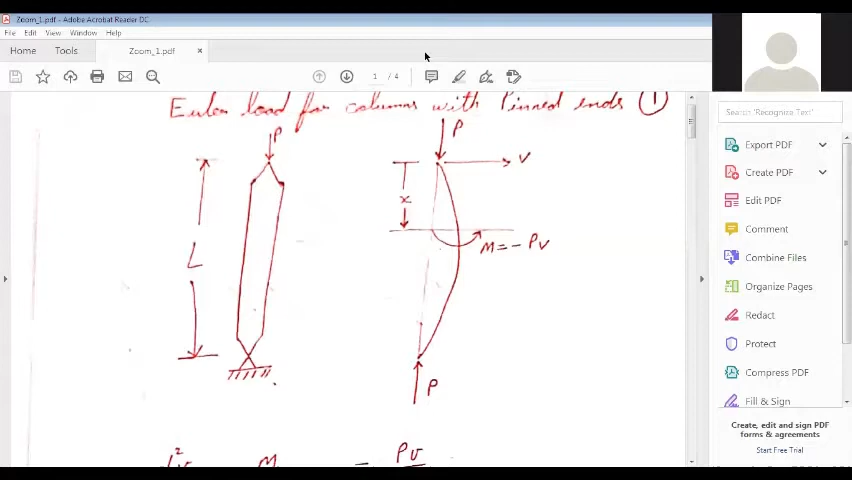 Zoom_1.pdf - Adobe Acrobat Reader DC
File Edit View Window Help
Home Tools Zoom_1.pdf ×
1 / 4
Search 'Recognize Text'
Export PDF
Create PDF
Edit PDF
Comment
Combine Files
Organize Pages
Redact
Protect
Compress PDF
Fill & Sign
Create, edit and sign PDF
forms & agreements
Start Free Trial
Euler load for columns with Pinned ends 1
P
P
V
x
L
M = - PV
P
d²v M = PV